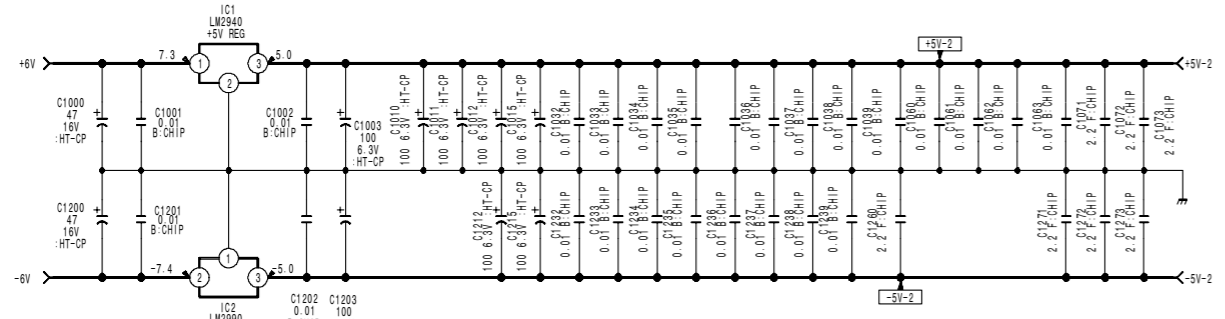 IC1
LM2940
+5V REG
+5V-2
+6V
7.3
1
3
5.0
+5V-2
2
C1000
47
16V
:HT-CP
C1001
0.01
B:CHIP
C1002
0.01
B:CHIP
C1003
100
6.3V
:HT-CP
C1010
100 6.3V :HT-CP
C1011
100 6.3V :HT-CP
C1012
100 6.3V :HT-CP
C1015
100 6.3V :HT-CP
C1032
0.01 B:CHIP
C1033
0.01 B:CHIP
C1034
0.01 B:CHIP
C1035
0.01 B:CHIP
C1036
0.01 B:CHIP
C1037
0.01 B:CHIP
C1038
0.01 B:CHIP
C1039
0.01 B:CHIP
C1060
0.01 B:CHIP
C1061
0.01 B:CHIP
C1062
0.01 B:CHIP
C1063
0.01 B:CHIP
C1071
2.2 F:CHIP
C1072
2.2 F:CHIP
C1073
2.2 F:CHIP
C1200
47
16V
:HT-CP
C1201
0.01
B:CHIP
C1212
100 6.3V :HT-CP
C1215
100 6.3V :HT-CP
C1232
0.01 B:CHIP
C1233
0.01 B:CHIP
C1234
0.01 B:CHIP
C1235
0.01 B:CHIP
C1236
0.01 B:CHIP
C1237
0.01 B:CHIP
C1238
0.01 B:CHIP
C1239
0.01 B:CHIP
C1260
2.2 F:CHIP
C1271
2.2 F:CHIP
C1272
2.2 F:CHIP
C1273
2.2 F:CHIP
1
-6V
-7.4
2
3
-5.0
-5V-2
-5V-2
IC2
LM2990
C1202
0.01
C1203
100